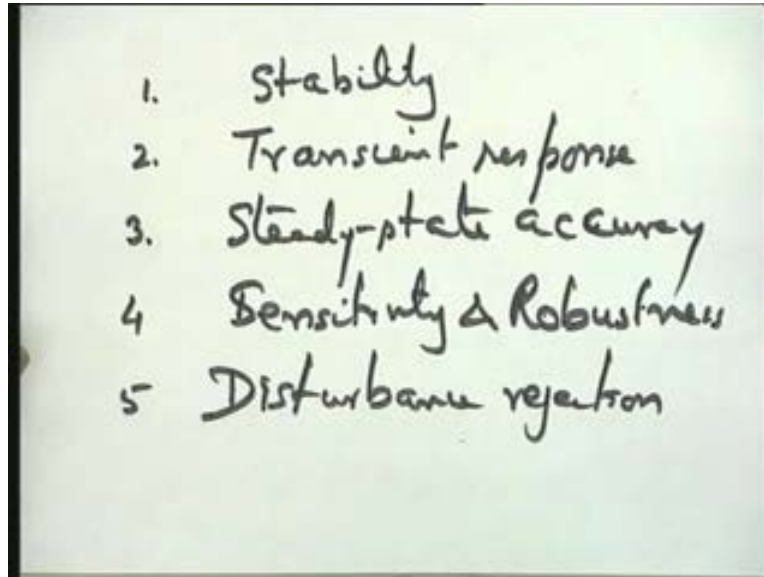 1. Stability
2. Transient response
3. Steady-state accuracy
4 Sensitivity & Robustness
5 Disturbance rejection